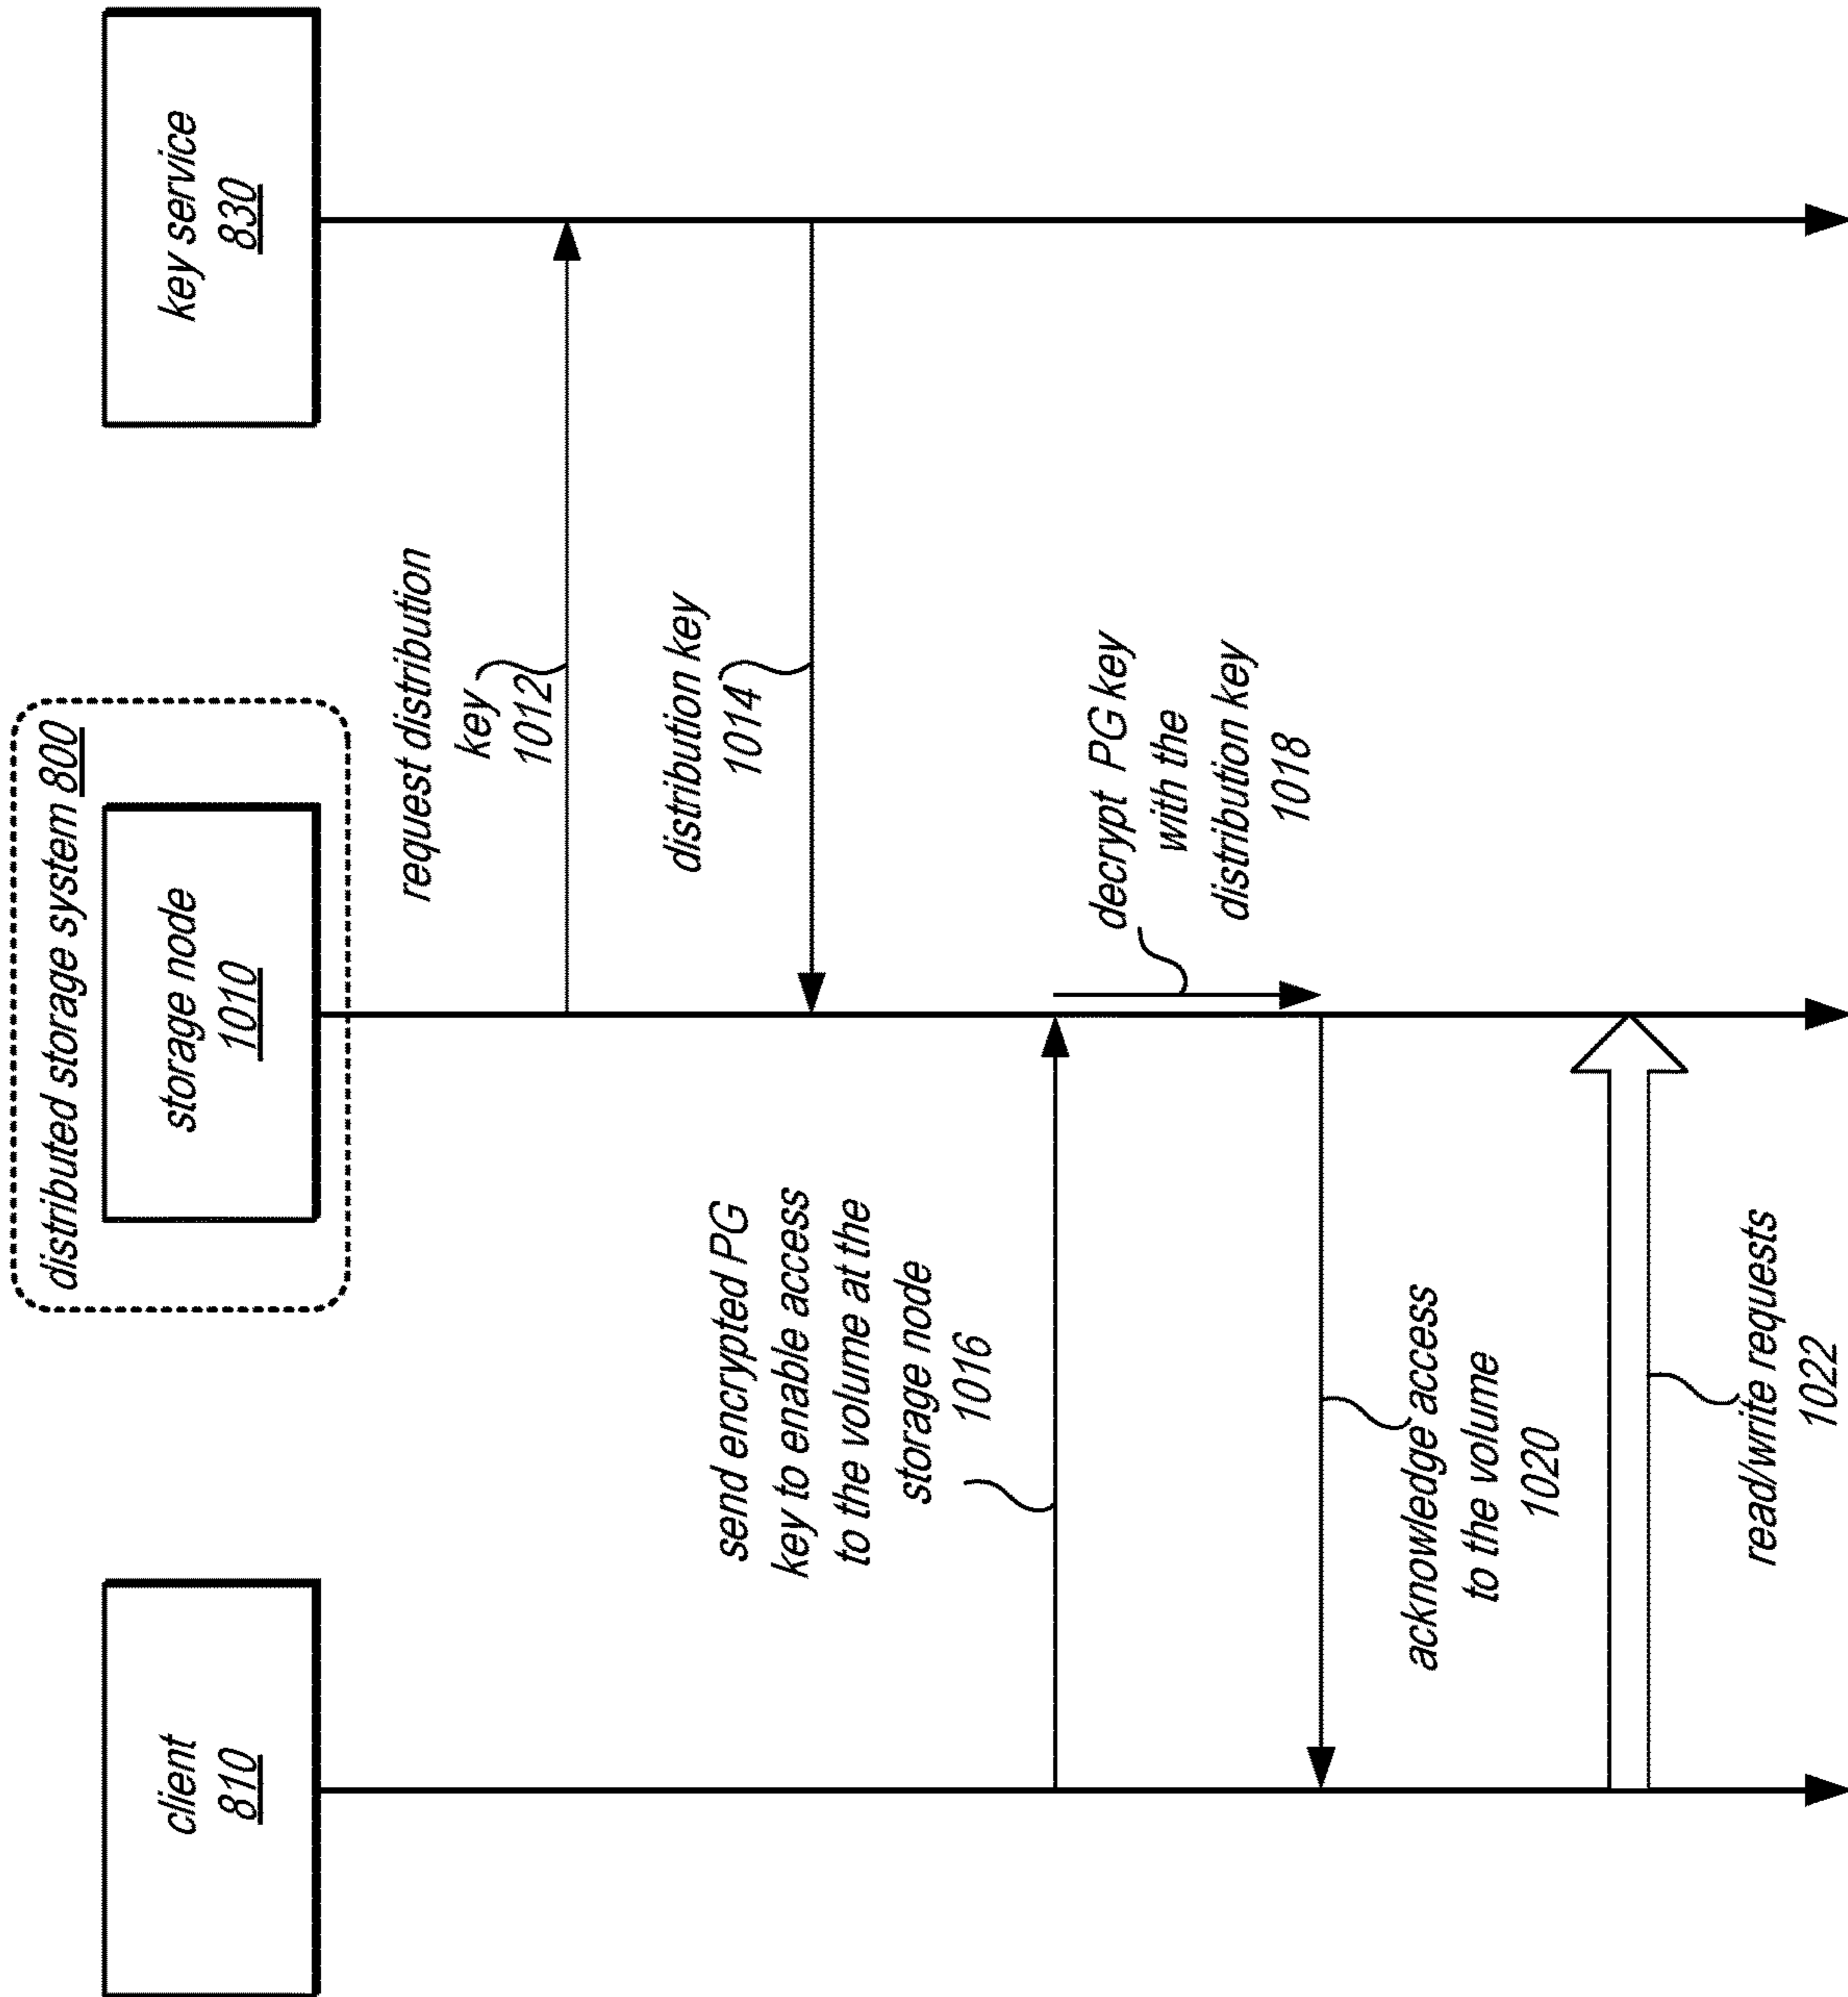 distributed storage system 800
client
810
storage node
1010
key service
830
request distribution
key
1012
distribution key
1014
send encrypted PG
key to enable access
to the volume at the
storage node
1016
decrypt PG key
with the
distribution key
1018
acknowledge access
to the volume
1020
read/write requests
1022